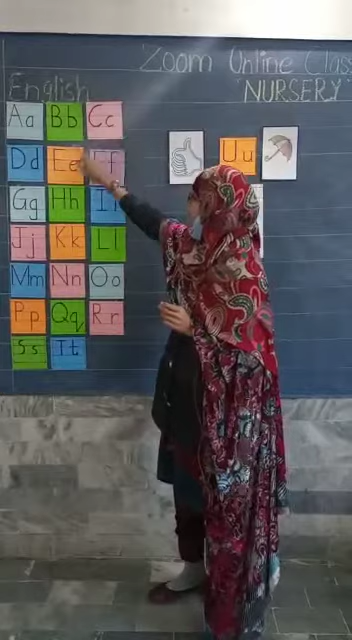 Zoom Online Class
NURSERY
English
Aa Bb Cc
Dd Ee Ff
Gg Hh Ii
Jj Kk Ll
Mm Nn Oo
Pp Qq Rr
Ss Tt
Uu